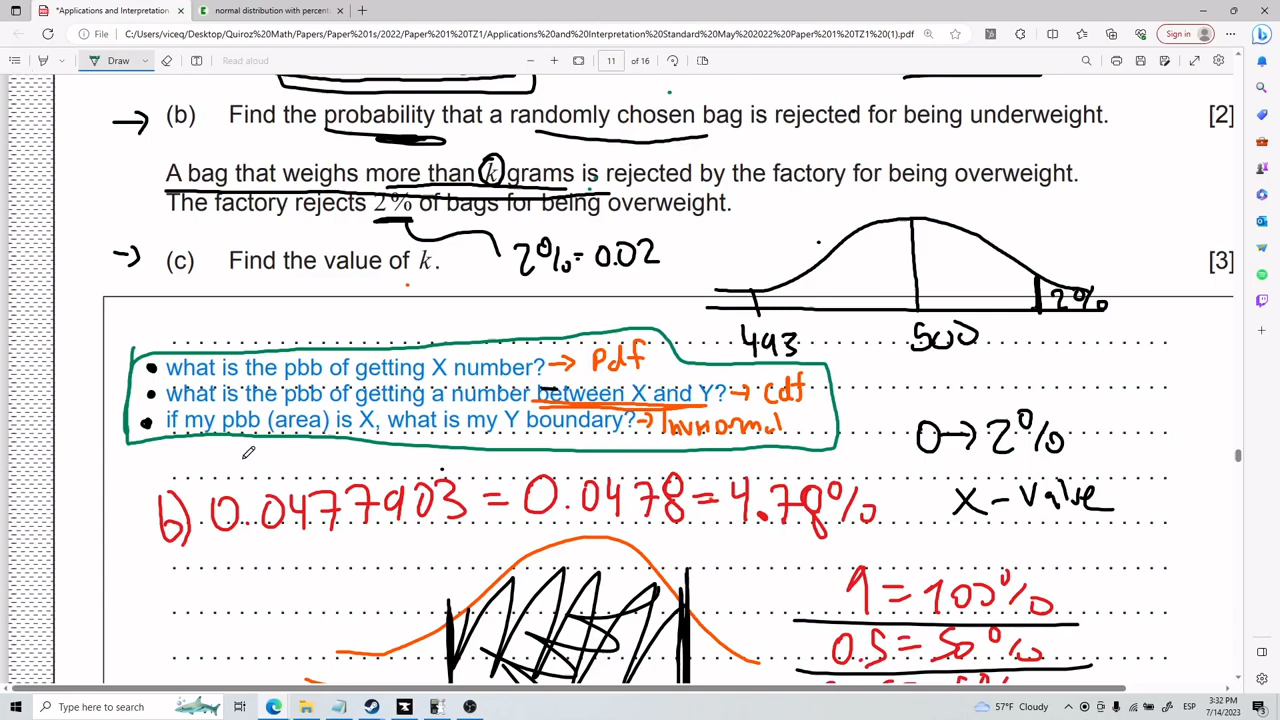 *Applications and Interpretation
normal distribution with percent
File
C:/Users/viceq/Desktop/Quiroz%20Math/Papers/Paper%201s/2022/Paper%201%20TZ1/Applications%20and%20Interpretation%20Standard%20May%202022%20Paper%201%20TZ1%20(1).pdf
Sign in
Draw
Read aloud
11 of 16
(b) Find the probability that a randomly chosen bag is rejected for being underweight. [2]
A bag that weighs more than k grams is rejected by the factory for being overweight.
The factory rejects 2% of bags for being overweight.
2% = 0.02
(c) Find the value of k. [3]
2%
493 500
what is the pbb of getting X number? → Pdf
what is the pbb of getting a number between X and Y? → Cdf
if my pbb (area) is X, what is my Y boundary? → InvNormal
0 → 2%
X - Value
b) 0.0477903 = 0.0478 = 4.78%
1 = 100%
0.5 = 50%
Type here to search
57°F Cloudy
ESP
3:32 PM
7/14/2023